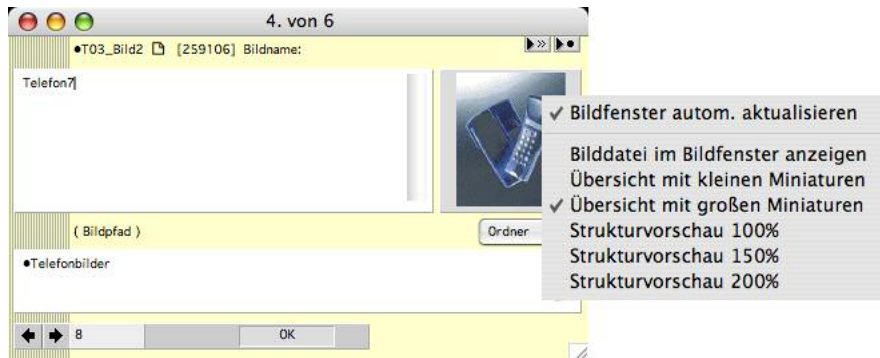 4. von 6
●T03_Bild2 [259106] Bildname:
Telefon7
✓ Bildfenster autom. aktualisieren
Bilddatei im Bildfenster anzeigen
Übersicht mit kleinen Miniaturen
✓ Übersicht mit großen Miniaturen
Strukturvorschau 100%
Strukturvorschau 150%
Strukturvorschau 200%
( Bildpfad )
Ordner
●Telefonbilder
8
OK